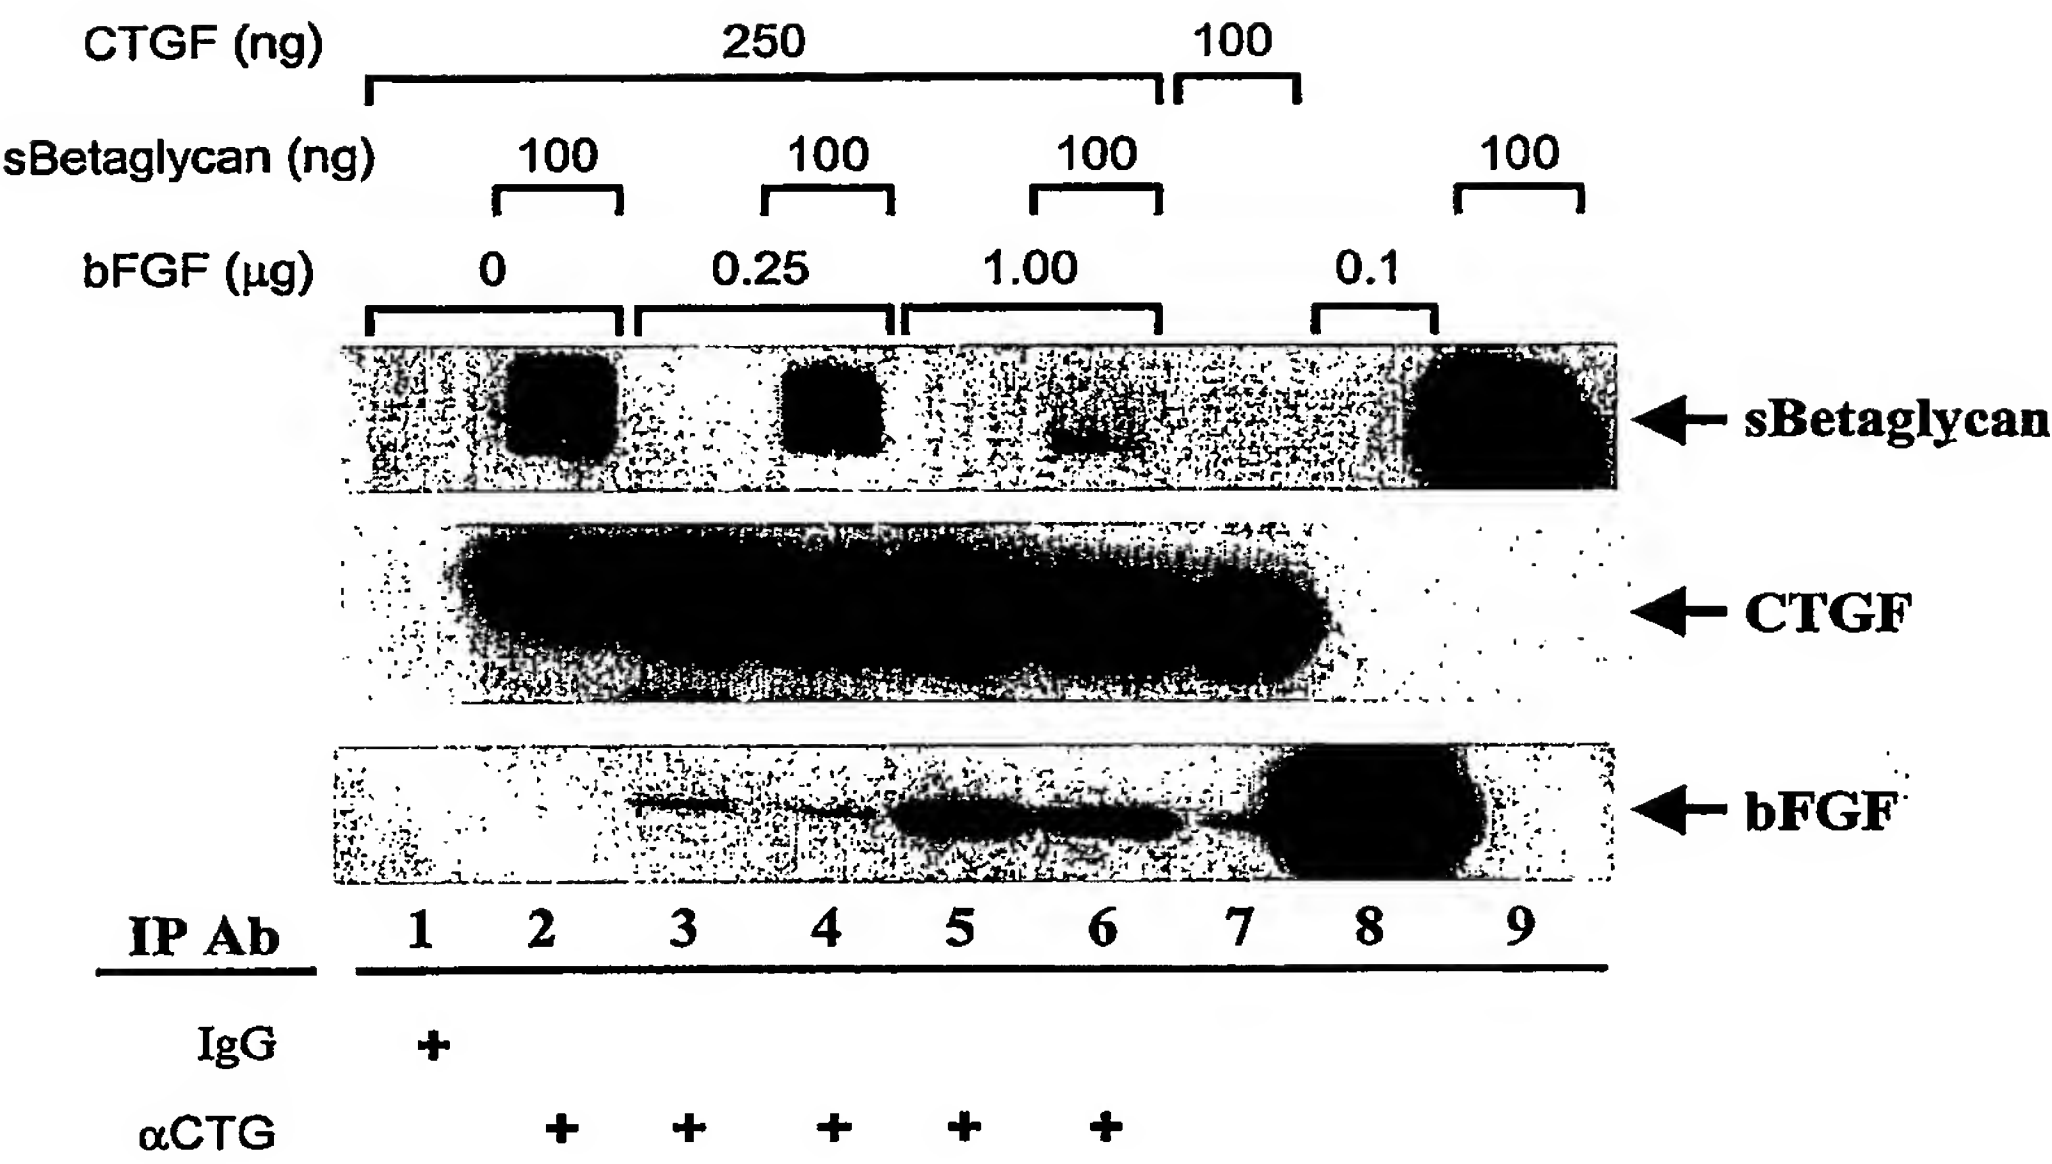 CTGF (ng) 250 100
sBetaglycan (ng) 100 100 100 100
bFGF (μg) 0 0.25 1.00 0.1
sBetaglycan
CTGF
bFGF
IP Ab 1 2 3 4 5 6 7 8 9
IgG +
αCTG + + + + +